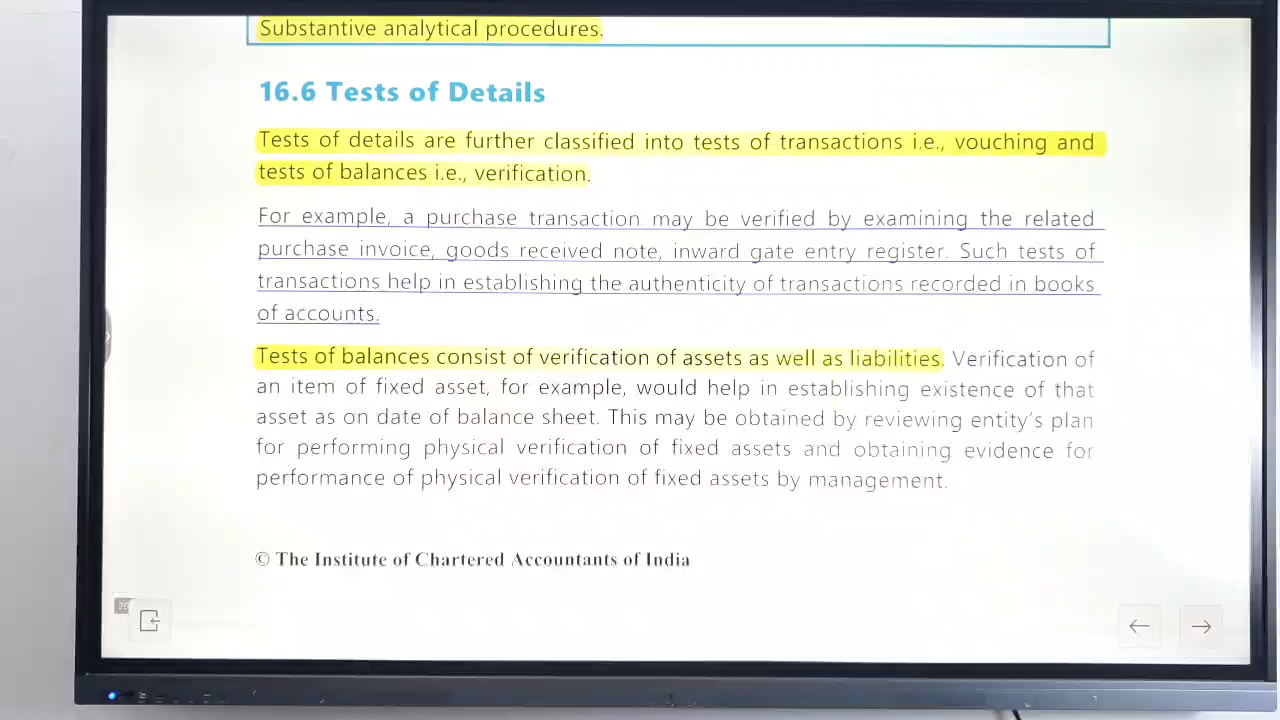 Substantive analytical procedures.
16.6 Tests of Details
Tests of details are further classified into tests of transactions i.e., vouching and
tests of balances i.e., verification.
For example, a purchase transaction may be verified by examining the related
purchase invoice, goods received note, inward gate entry register. Such tests of
transactions help in establishing the authenticity of transactions recorded in books
of accounts.
Tests of balances consist of verification of assets as well as liabilities. Verification of
an item of fixed asset, for example, would help in establishing existence of that
asset as on date of balance sheet. This may be obtained by reviewing entity's plan
for performing physical verification of fixed assets and obtaining evidence for
performance of physical verification of fixed assets by management.
© The Institute of Chartered Accountants of India